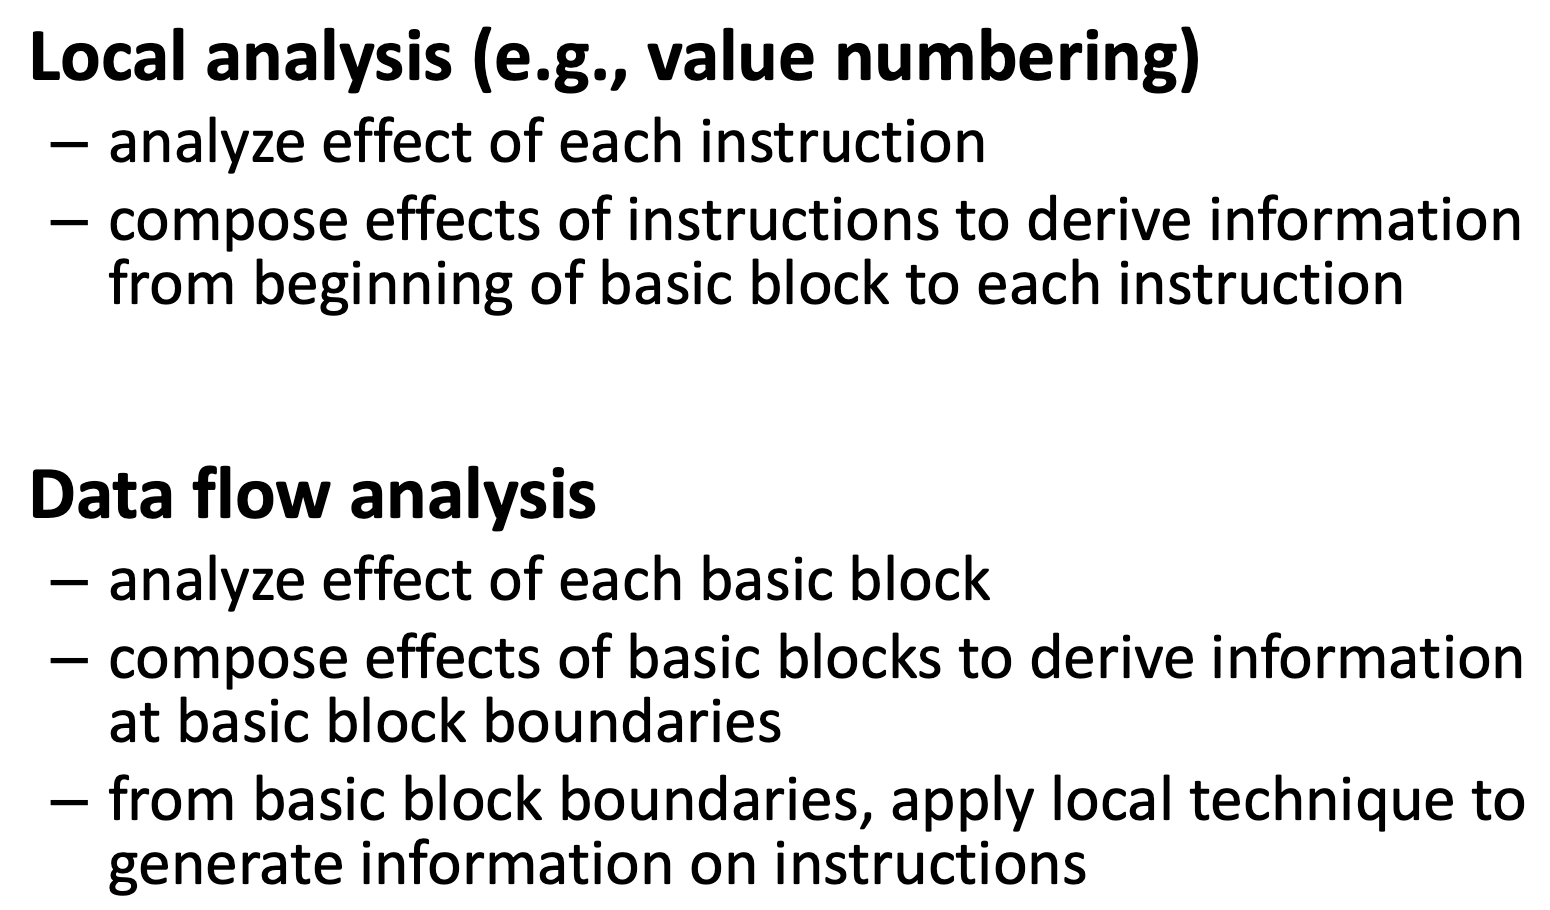 Local analysis (e.g., value numbering)
– analyze effect of each instruction
– compose effects of instructions to derive information
from beginning of basic block to each instruction
Data flow analysis
– analyze effect of each basic block
– compose effects of basic blocks to derive information
at basic block boundaries
– from basic block boundaries, apply local technique to
generate information on instructions